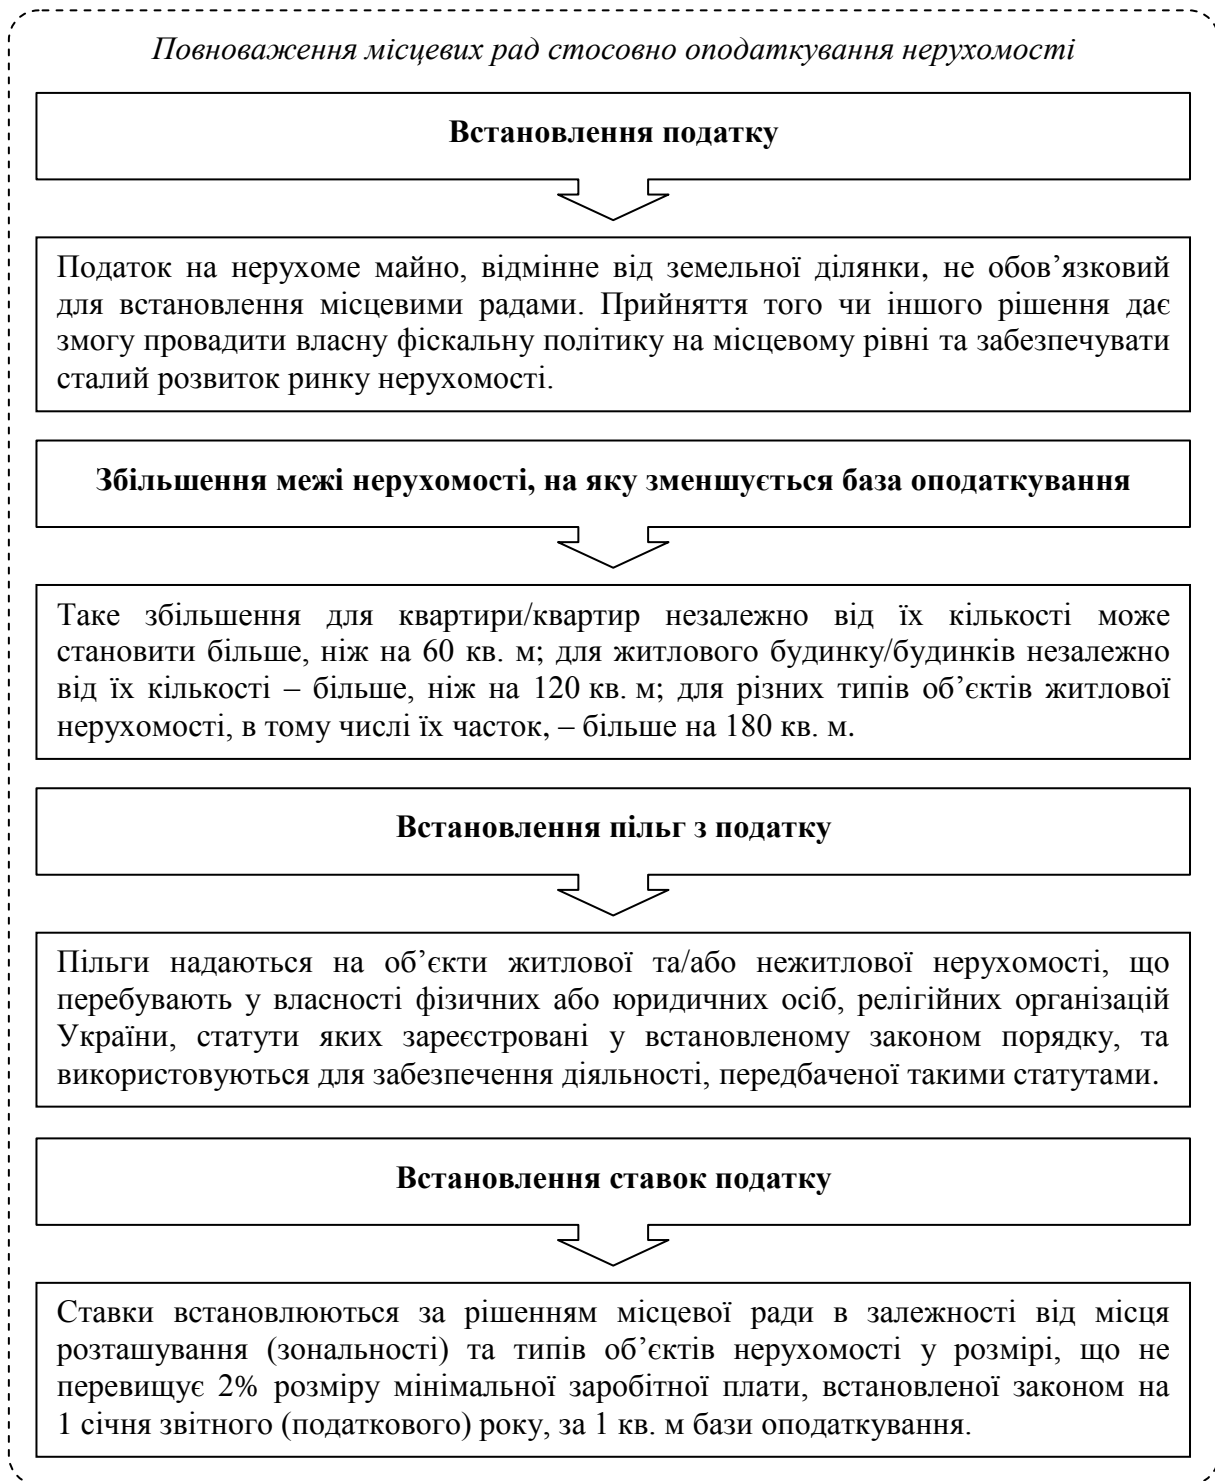 Повноваження місцевих рад стосовно оподаткування нерухомості
Встановлення податку
Податок на нерухоме майно, відмінне від земельної ділянки, не обов’язковий
для встановлення місцевими радами. Прийняття того чи іншого рішення дає
змогу провадити власну фіскальну політику на місцевому рівні та забезпечувати
сталий розвиток ринку нерухомості.
Збільшення межі нерухомості, на яку зменшується база оподаткування
Таке збільшення для квартири/квартир незалежно від їх кількості може
становити більше, ніж на 60 кв. м; для житлового будинку/будинків незалежно
від їх кількості – більше, ніж на 120 кв. м; для різних типів об’єктів житлової
нерухомості, в тому числі їх часток, – більше на 180 кв. м.
Встановлення пільг з податку
Пільги надаються на об’єкти житлової та/або нежитлової нерухомості, що
перебувають у власності фізичних або юридичних осіб, релігійних організацій
України, статути яких зареєстровані у встановленому законом порядку, та
використовуються для забезпечення діяльності, передбаченої такими статутами.
Встановлення ставок податку
Ставки встановлюються за рішенням місцевої ради в залежності від місця
розташування (зональності) та типів об’єктів нерухомості у розмірі, що не
перевищує 2% розміру мінімальної заробітної плати, встановленої законом на
1 січня звітного (податкового) року, за 1 кв. м бази оподаткування.